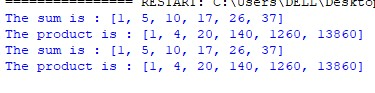 ================ RESTART: C:\Users\DELL\Desktop
The sum is : [1, 5, 10, 17, 26, 37]
The product is : [1, 4, 20, 140, 1260, 13860]
The sum is : [1, 5, 10, 17, 26, 37]
The product is : [1, 4, 20, 140, 1260, 13860]